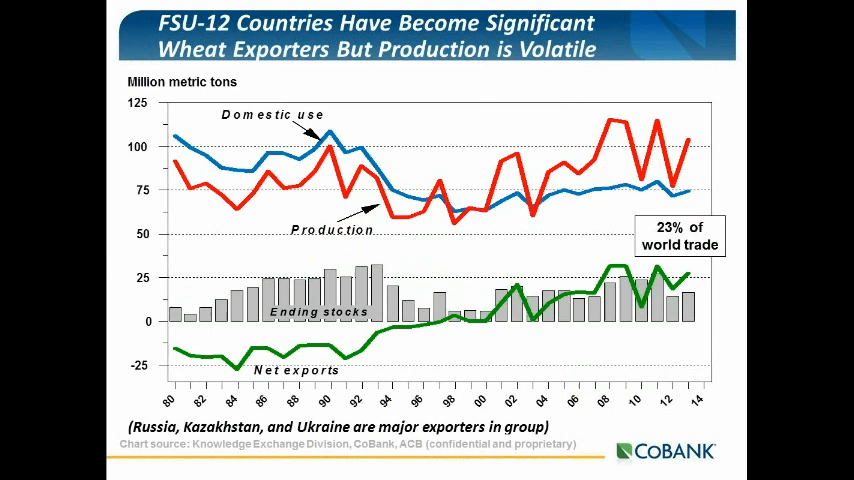 FSU-12 Countries Have Become Significant
Wheat Exporters But Production is Volatile
Million metric tons
125
100
75
50
25
0
-25
Domestic use
Production
23% of
world trade
Ending stocks
Net exports
80 82 84 86 88 90 92 94 96 98 00 02 04 06 08 10 12 14
(Russia, Kazakhstan, and Ukraine are major exporters in group)
Chart source: Knowledge Exchange Division, CoBank, ACB (confidential and proprietary)
COBANK